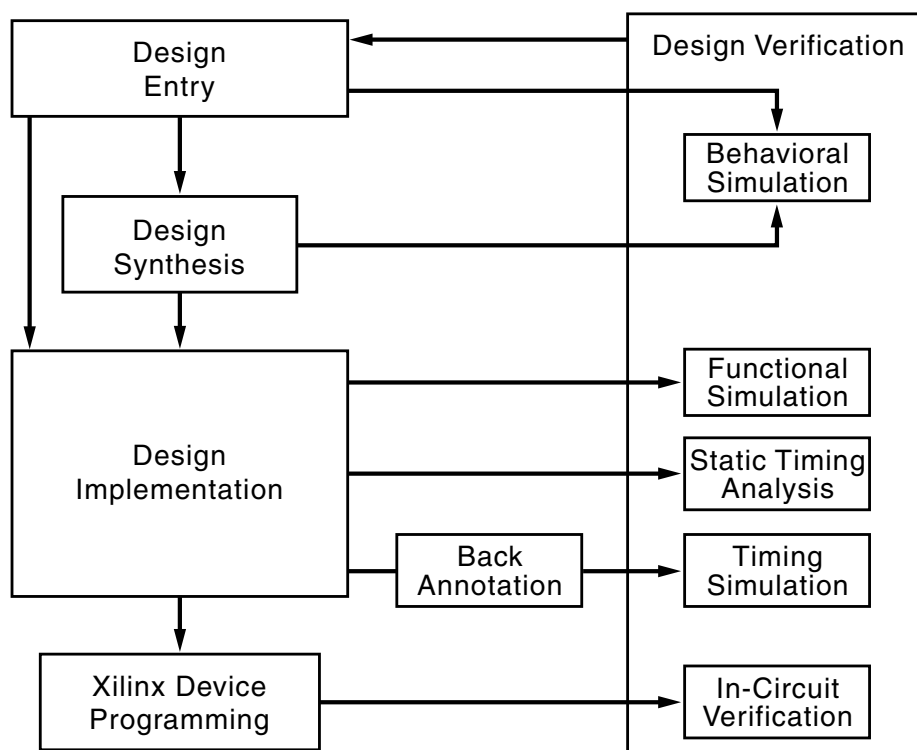 Design
Entry
Design Verification
Behavioral
Simulation
Design
Synthesis
Functional
Simulation
Design
Implementation
Static Timing
Analysis
Back
Annotation
Timing
Simulation
Xilinx Device
Programming
In-Circuit
Verification